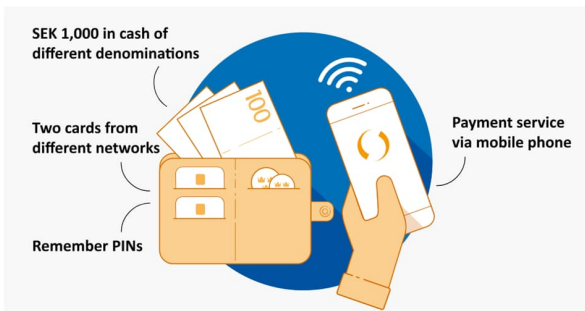 SEK 1,000 in cash of
different denominations
100
Two cards from
different networks
Payment service
via mobile phone
Remember PINs